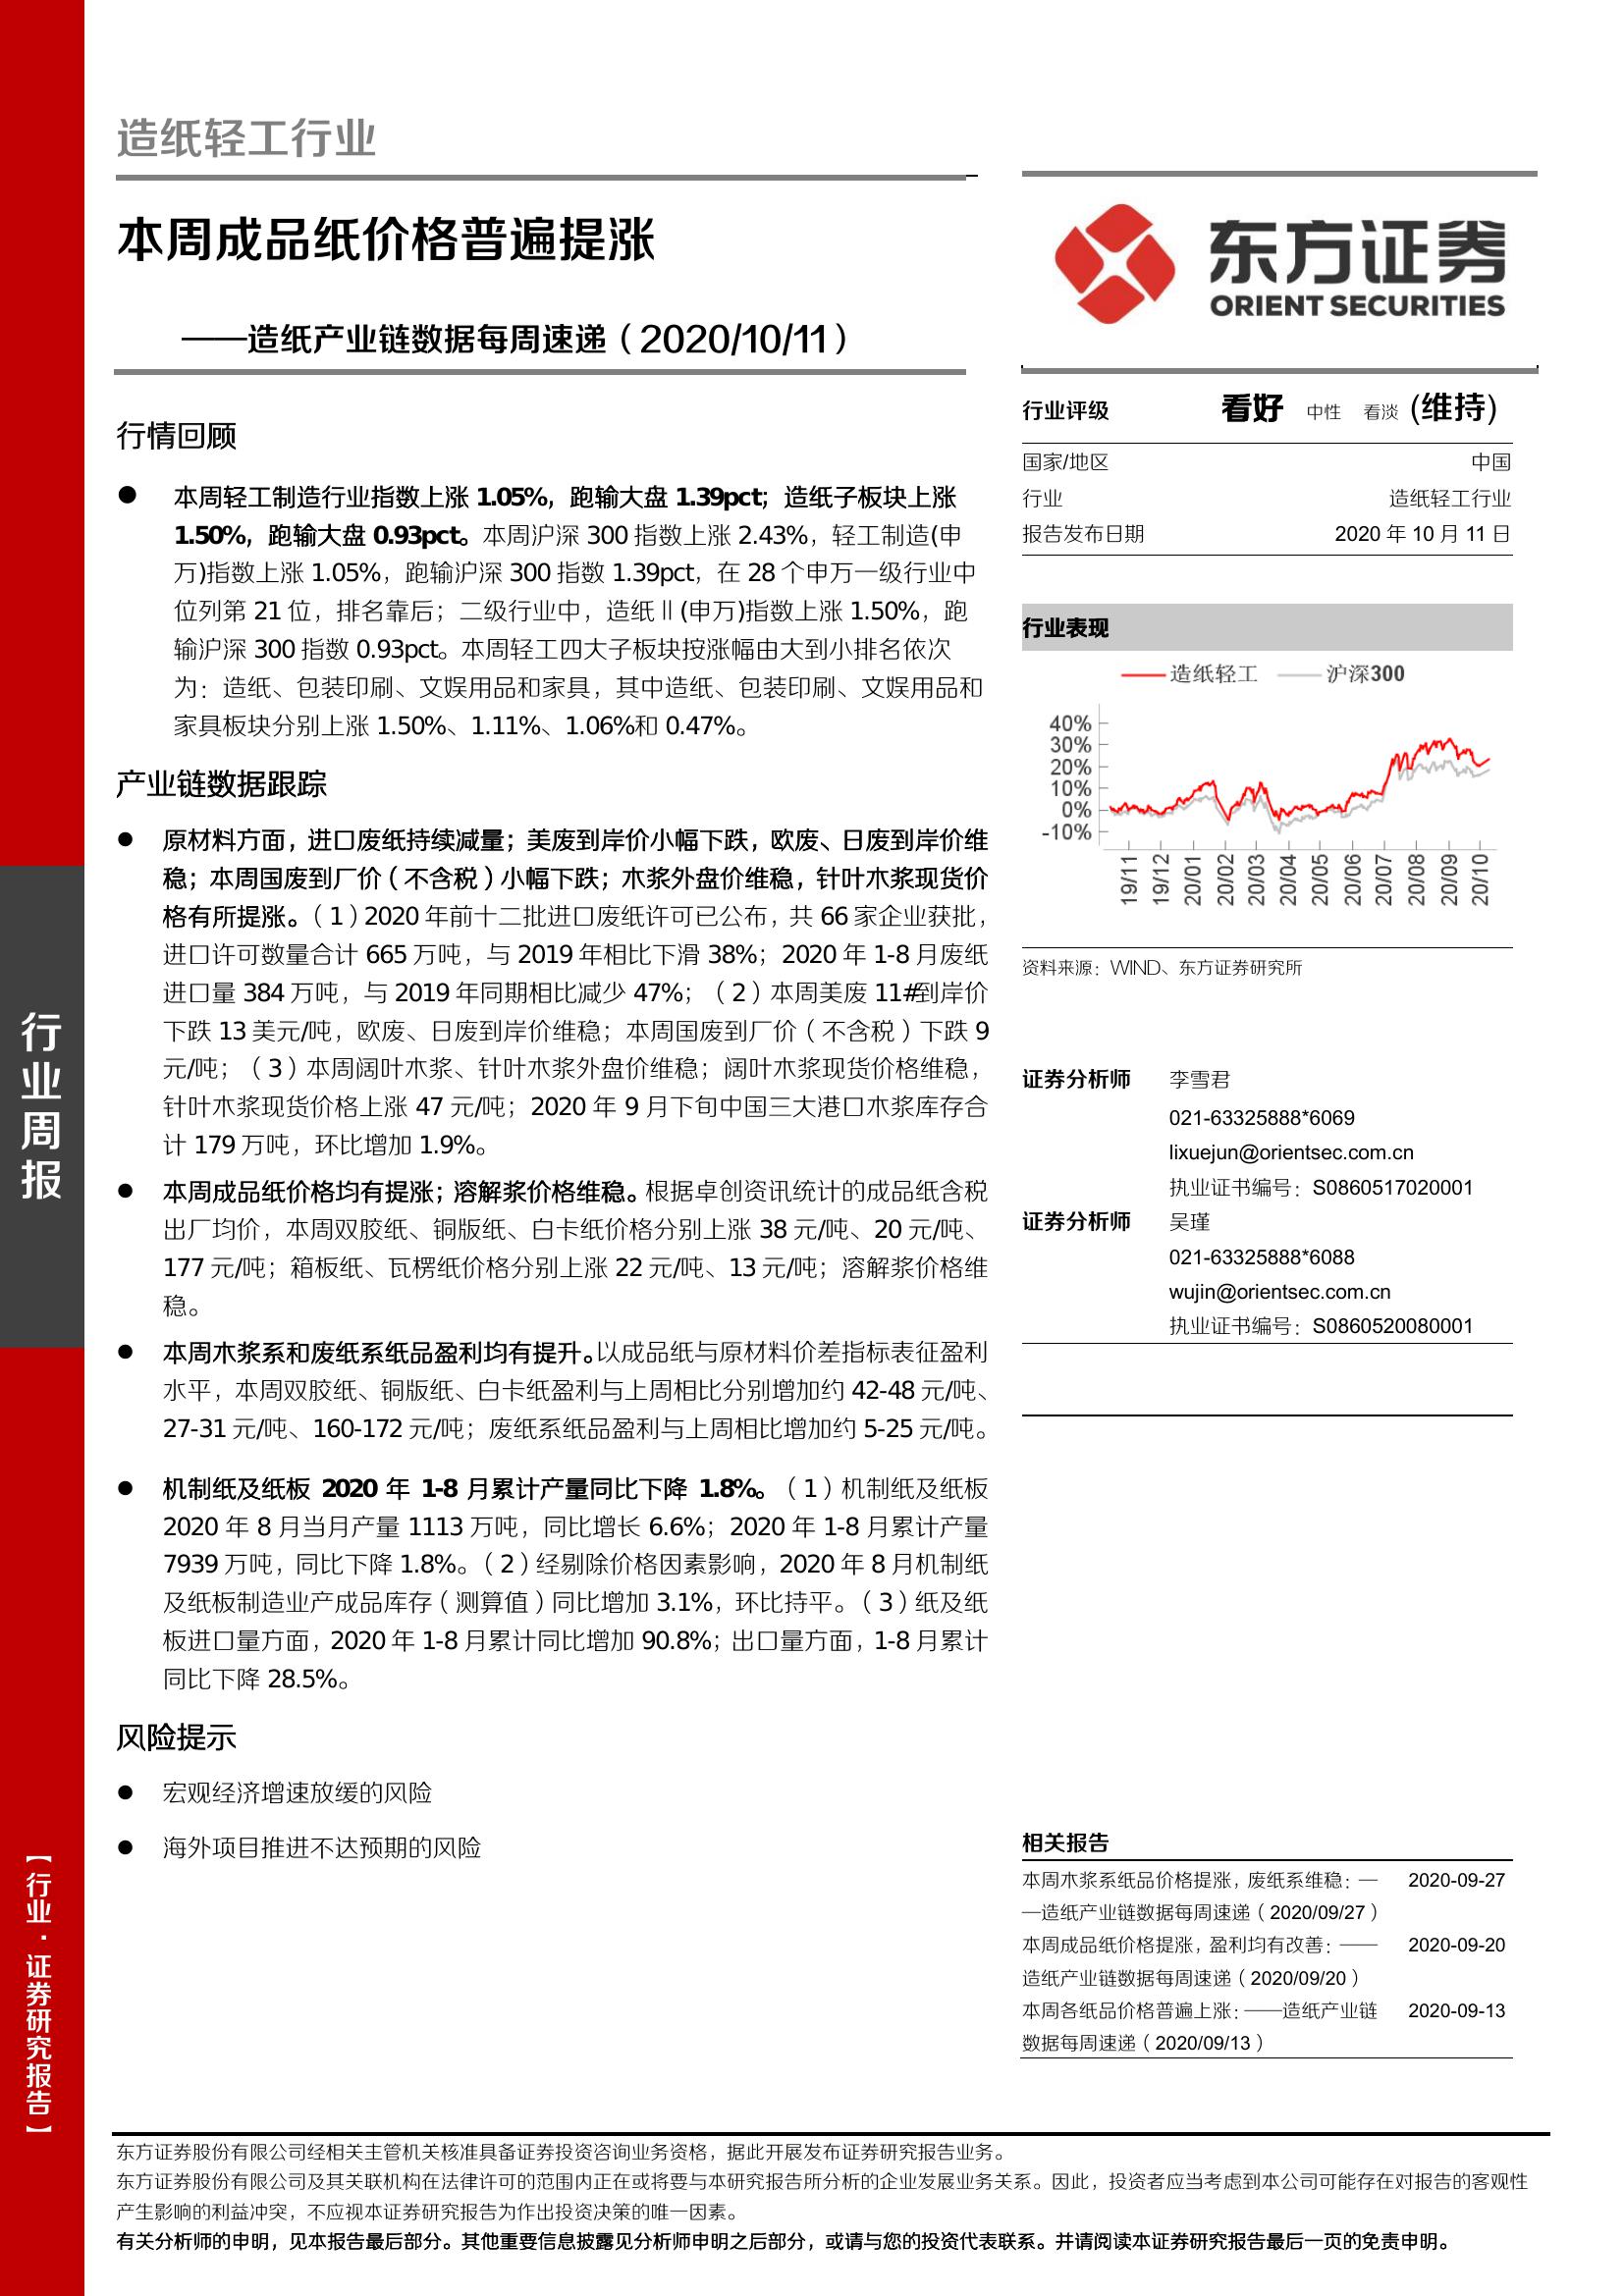 造纸轻工行业
本周成品纸价格普遍提涨
——造纸产业链数据每周速递（2020/10/11）
行情回顾
● 本周轻工制造行业指数上涨 1.05%，跑输大盘 1.39pct；造纸子板块上涨
1.50%，跑输大盘 0.93pct。本周沪深 300 指数上涨 2.43%，轻工制造(申
万)指数上涨 1.05%，跑输沪深 300 指数 1.39pct，在 28 个申万一级行业中
位列第 21 位，排名靠后；二级行业中，造纸Ⅱ(申万)指数上涨 1.50%，跑
输沪深 300 指数 0.93pct。本周轻工四大子板块按涨幅由大到小排名依次
为：造纸、包装印刷、文娱用品和家具，其中造纸、包装印刷、文娱用品和
家具板块分别上涨 1.50%、1.11%、1.06%和 0.47%。
产业链数据跟踪
● 原材料方面，进口废纸持续减量；美废到岸价小幅下跌，欧废、日废到岸价维
稳；本周国废到厂价（不含税）小幅下跌；木浆外盘价维稳，针叶木浆现货价
格有所提涨。（1）2020 年前十二批进口废纸许可已公布，共 66 家企业获批，
进口许可数量合计 665 万吨，与 2019 年相比下滑 38%；2020 年 1-8 月废纸
进口量 384 万吨，与 2019 年同期相比减少 47%；（2）本周美废 11#到岸价
下跌 13 美元/吨，欧废、日废到岸价维稳；本周国废到厂价（不含税）下跌 9
元/吨；（3）本周阔叶木浆、针叶木浆外盘价维稳；阔叶木浆现货价格维稳，
针叶木浆现货价格上涨 47 元/吨；2020 年 9 月下旬中国三大港口木浆库存合
计 179 万吨，环比增加 1.9%。
● 本周成品纸价格均有提涨；溶解浆价格维稳。根据卓创资讯统计的成品纸含税
出厂均价，本周双胶纸、铜版纸、白卡纸价格分别上涨 38 元/吨、20 元/吨、
177 元/吨；箱板纸、瓦楞纸价格分别上涨 22 元/吨、13 元/吨；溶解浆价格维
稳。
● 本周木浆系和废纸系纸品盈利均有提升。以成品纸与原材料价差指标表征盈利
水平，本周双胶纸、铜版纸、白卡纸盈利与上周相比分别增加约 42-48 元/吨、
27-31 元/吨、160-172 元/吨；废纸系纸品盈利与上周相比增加约 5-25 元/吨。
● 机制纸及纸板 2020 年 1-8 月累计产量同比下降 1.8%。（1）机制纸及纸板
2020 年 8 月当月产量 1113 万吨，同比增长 6.6%；2020 年 1-8 月累计产量
7939 万吨，同比下降 1.8%。（2）经剔除价格因素影响，2020 年 8 月机制纸
及纸板制造业产成品库存（测算值）同比增加 3.1%，环比持平。（3）纸及纸
板进口量方面，2020 年 1-8 月累计同比增加 90.8%；出口量方面，1-8 月累计
同比下降 28.5%。
风险提示
● 宏观经济增速放缓的风险
● 海外项目推进不达预期的风险
东方证券
ORIENT SECURITIES
行业评级 看好 中性 看淡 (维持)
国家/地区 中国
行业 造纸轻工行业
报告发布日期 2020 年 10 月 11 日
行业表现
造纸轻工 沪深300
40%
30%
20%
10%
0%
-10%
19/11 19/12 20/01 20/02 20/03 20/04 20/05 20/06 20/07 20/08 20/09 20/10
资料来源：WIND、东方证券研究所
证券分析师 李雪君
021-63325888*6069
lixuejun@orientsec.com.cn
执业证书编号：S0860517020001
证券分析师 吴瑾
021-63325888*6088
wujin@orientsec.com.cn
执业证书编号：S0860520080001
相关报告
本周木浆系纸品价格提涨，废纸系维稳：— 2020-09-27
—造纸产业链数据每周速递（2020/09/27）
本周成品纸价格提涨，盈利均有改善：—— 2020-09-20
造纸产业链数据每周速递（2020/09/20）
本周各纸品价格普遍上涨：——造纸产业链 2020-09-13
数据每周速递（2020/09/13）
行业周报
【行业·证券研究报告】
东方证券股份有限公司经相关主管机关核准具备证券投资咨询业务资格，据此开展发布证券研究报告业务。
东方证券股份有限公司及其关联机构在法律许可的范围内正在或将要与本研究报告所分析的企业发展业务关系。因此，投资者应当考虑到本公司可能存在对报告的客观性
产生影响的利益冲突，不应视本证券研究报告为作出投资决策的唯一因素。
有关分析师的申明，见本报告最后部分。其他重要信息披露见分析师申明之后部分，或请与您的投资代表联系。并请阅读本证券研究报告最后一页的免责申明。